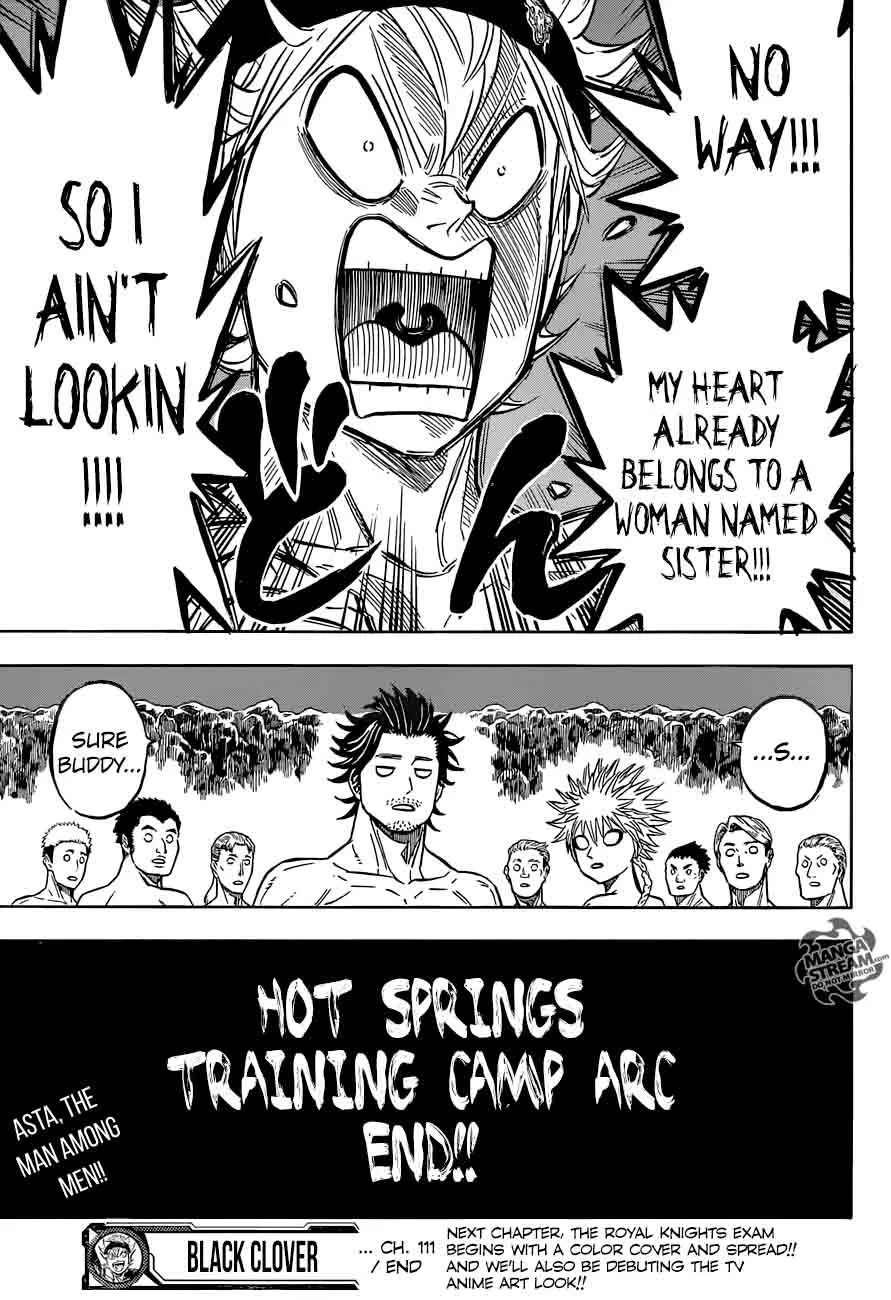 NO
WAY!!!
MY HEART
ALREADY
BELONGS TO A
WOMAN NAMED
SISTER!!!
SO I
AIN'T
LOOKIN
!!!!
どん
...S...
SURE
BUDDY...
MANGA
STREAM.com
DO NOT MIRROR
HOT SPRINGS
TRAINING CAMP ARC
END!!
ASTA, THE
MAN AMONG
MEN!!
BLACK CLOVER
... CH. 111
/ END
NEXT CHAPTER, THE ROYAL KNIGHTS EXAM
BEGINS WITH A COLOR COVER AND SPREAD!!
AND WE'LL ALSO BE DEBUTING THE TV
ANIME ART LOOK!!